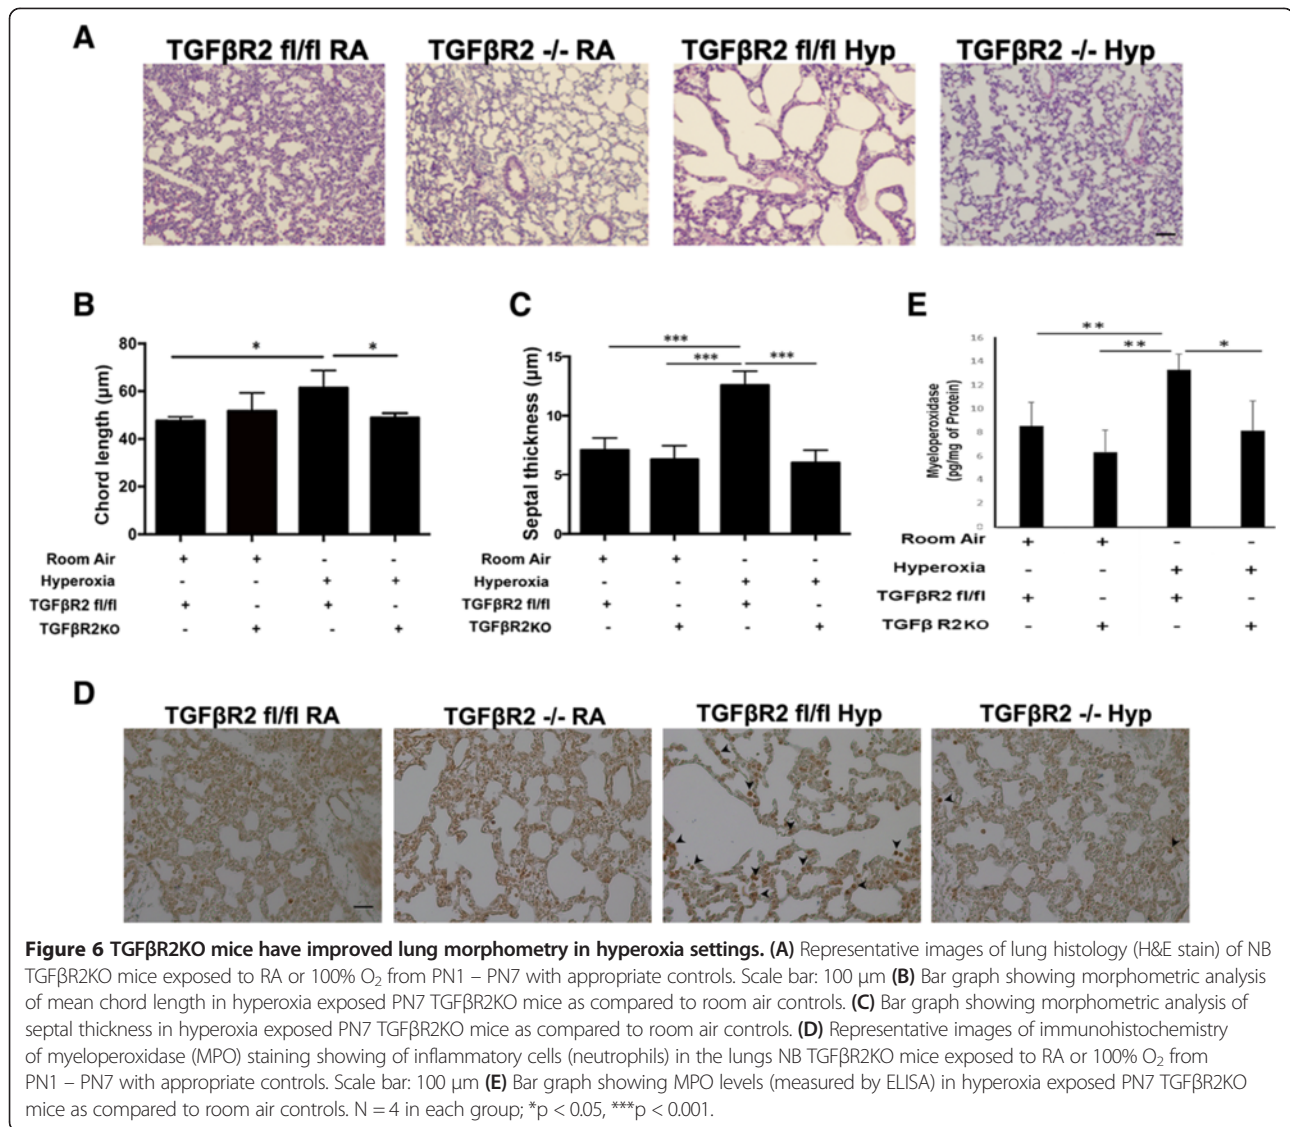 A
TGFβR2 fl/fl RA TGFβR2 -/- RA TGFβR2 fl/fl Hyp TGFβR2 -/- Hyp
B
Chord length (µm)
80
60
40
20
0
* *
Room Air + + - -
Hyperoxia - - + +
TGFβR2 fl/fl + - + -
TGFβR2KO - + - +
C
Septal thickness (µm)
15
10
5
0
***
*** ***
Room Air + + - -
Hyperoxia - - + +
TGFβR2 fl/fl + - + -
TGFβR2KO - + - +
E
Myeloperoxidase
(pg/mg of Protein)
16
14
12
10
8
6
4
2
0
**
** *
Room Air + + - -
Hyperoxia - - + +
TGFβR2 fl/fl + - + -
TGFβ R2KO - + - +
D
TGFβR2 fl/fl RA TGFβR2 -/- RA TGFβR2 fl/fl Hyp TGFβR2 -/- Hyp
Figure 6 TGFβR2KO mice have improved lung morphometry in hyperoxia settings. (A) Representative images of lung histology (H&E stain) of NB
TGFβR2KO mice exposed to RA or 100% O₂ from PN1 – PN7 with appropriate controls. Scale bar: 100 µm (B) Bar graph showing morphometric analysis
of mean chord length in hyperoxia exposed PN7 TGFβR2KO mice as compared to room air controls. (C) Bar graph showing morphometric analysis of
septal thickness in hyperoxia exposed PN7 TGFβR2KO mice as compared to room air controls. (D) Representative images of immunohistochemistry
of myeloperoxidase (MPO) staining showing of inflammatory cells (neutrophils) in the lungs NB TGFβR2KO mice exposed to RA or 100% O₂ from
PN1 – PN7 with appropriate controls. Scale bar: 100 µm (E) Bar graph showing MPO levels (measured by ELISA) in hyperoxia exposed PN7 TGFβR2KO
mice as compared to room air controls. N = 4 in each group; *p < 0.05, ***p < 0.001.